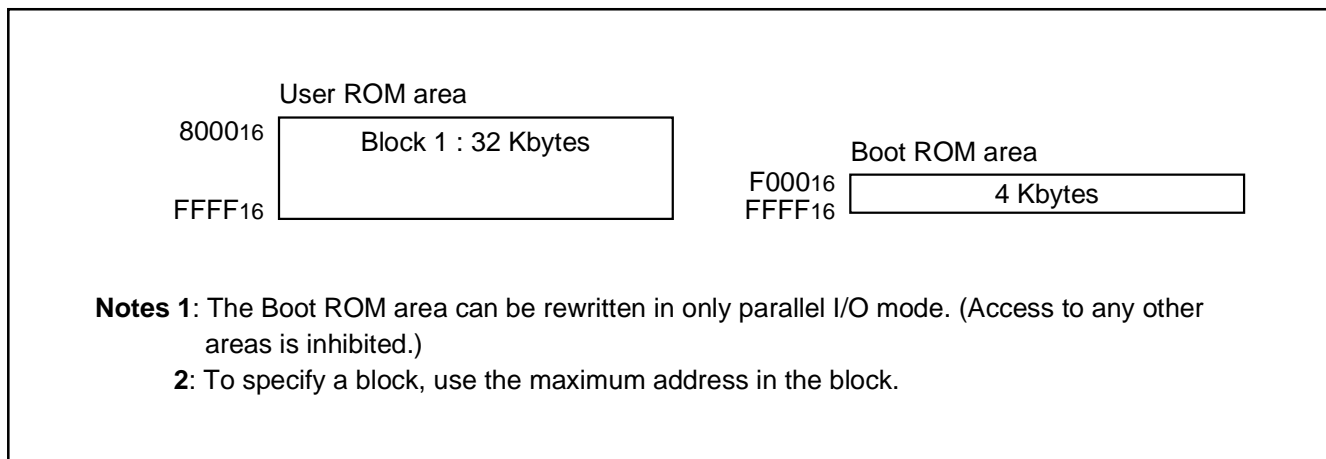 User ROM area
800016
Block 1 : 32 Kbytes
FFFF16
Boot ROM area
F00016
4 Kbytes
FFFF16
Notes 1: The Boot ROM area can be rewritten in only parallel I/O mode. (Access to any other
areas is inhibited.)
2: To specify a block, use the maximum address in the block.